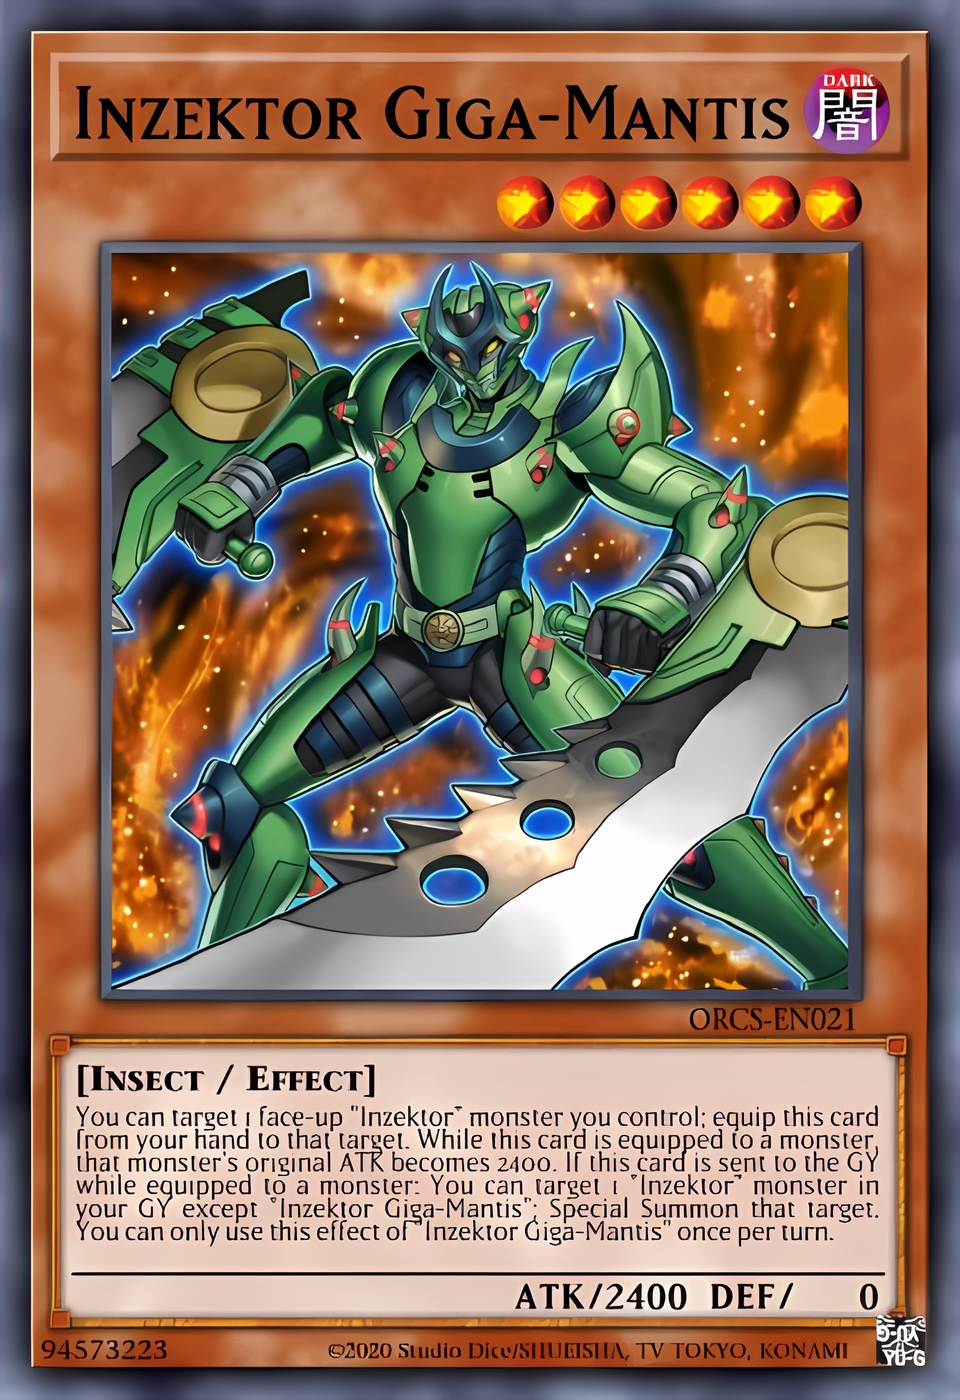 INZEKTOR GIGA-MANTIS
DARK
闇
ORCS-EN021
[INSECT / EFFECT]
You can target 1 face-up "Inzektor" monster you control; equip this card
from your hand to that target. While this card is equipped to a monster,
that monster's original ATK becomes 2400. If this card is sent to the GY
while equipped to a monster: You can target 1 "Inzektor" monster in
your GY except "Inzektor Giga-Mantis"; Special Summon that target.
You can only use this effect of "Inzektor Giga-Mantis" once per turn.
ATK/2400 DEF/ 0
94573223
©2020 Studio Dice/SHUEISHA, TV TOKYO, KONAMI